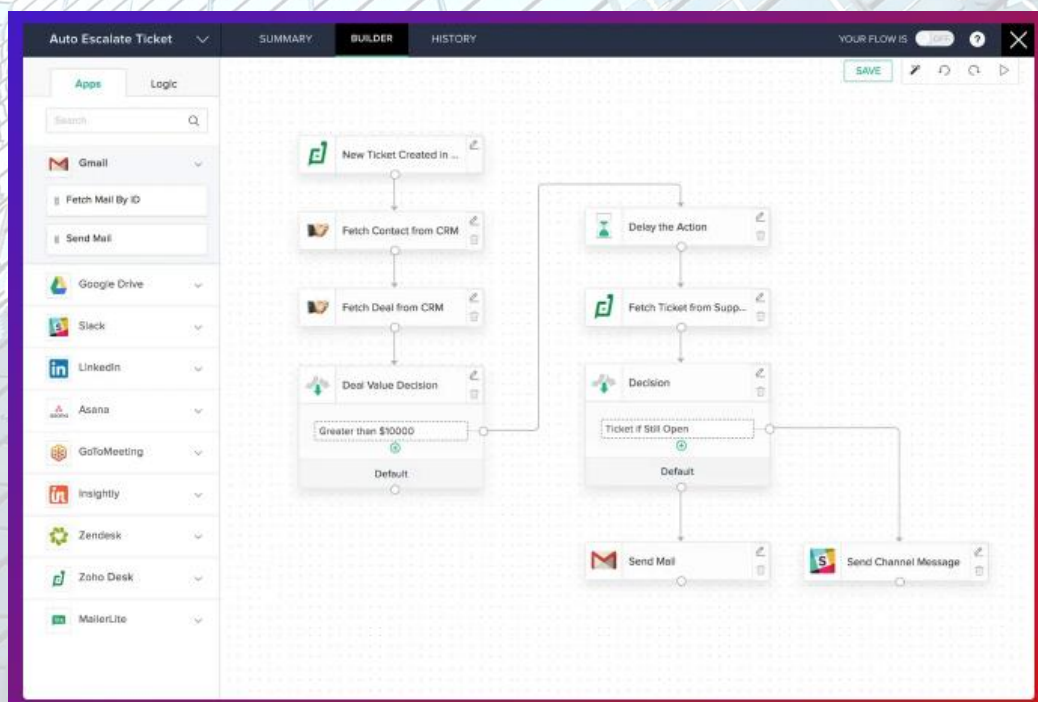 Auto Escalate Ticket
SUMMARY
BUILDER
HISTORY
YOUR FLOW IS OFF
?
SAVE
Apps
Logic
Search
Gmail
Fetch Mail By ID
Send Mail
Google Drive
Slack
LinkedIn
Asana
GoToMeeting
Insightly
Zendesk
Zoho Desk
MailerLite
New Ticket Created in ...
Fetch Contact from CRM
Fetch Deal from CRM
Deal Value Decision
Greater than $10000
Default
Delay the Action
Fetch Ticket from Supp...
Decision
Ticket if Still Open
Default
Send Mail
Send Channel Message